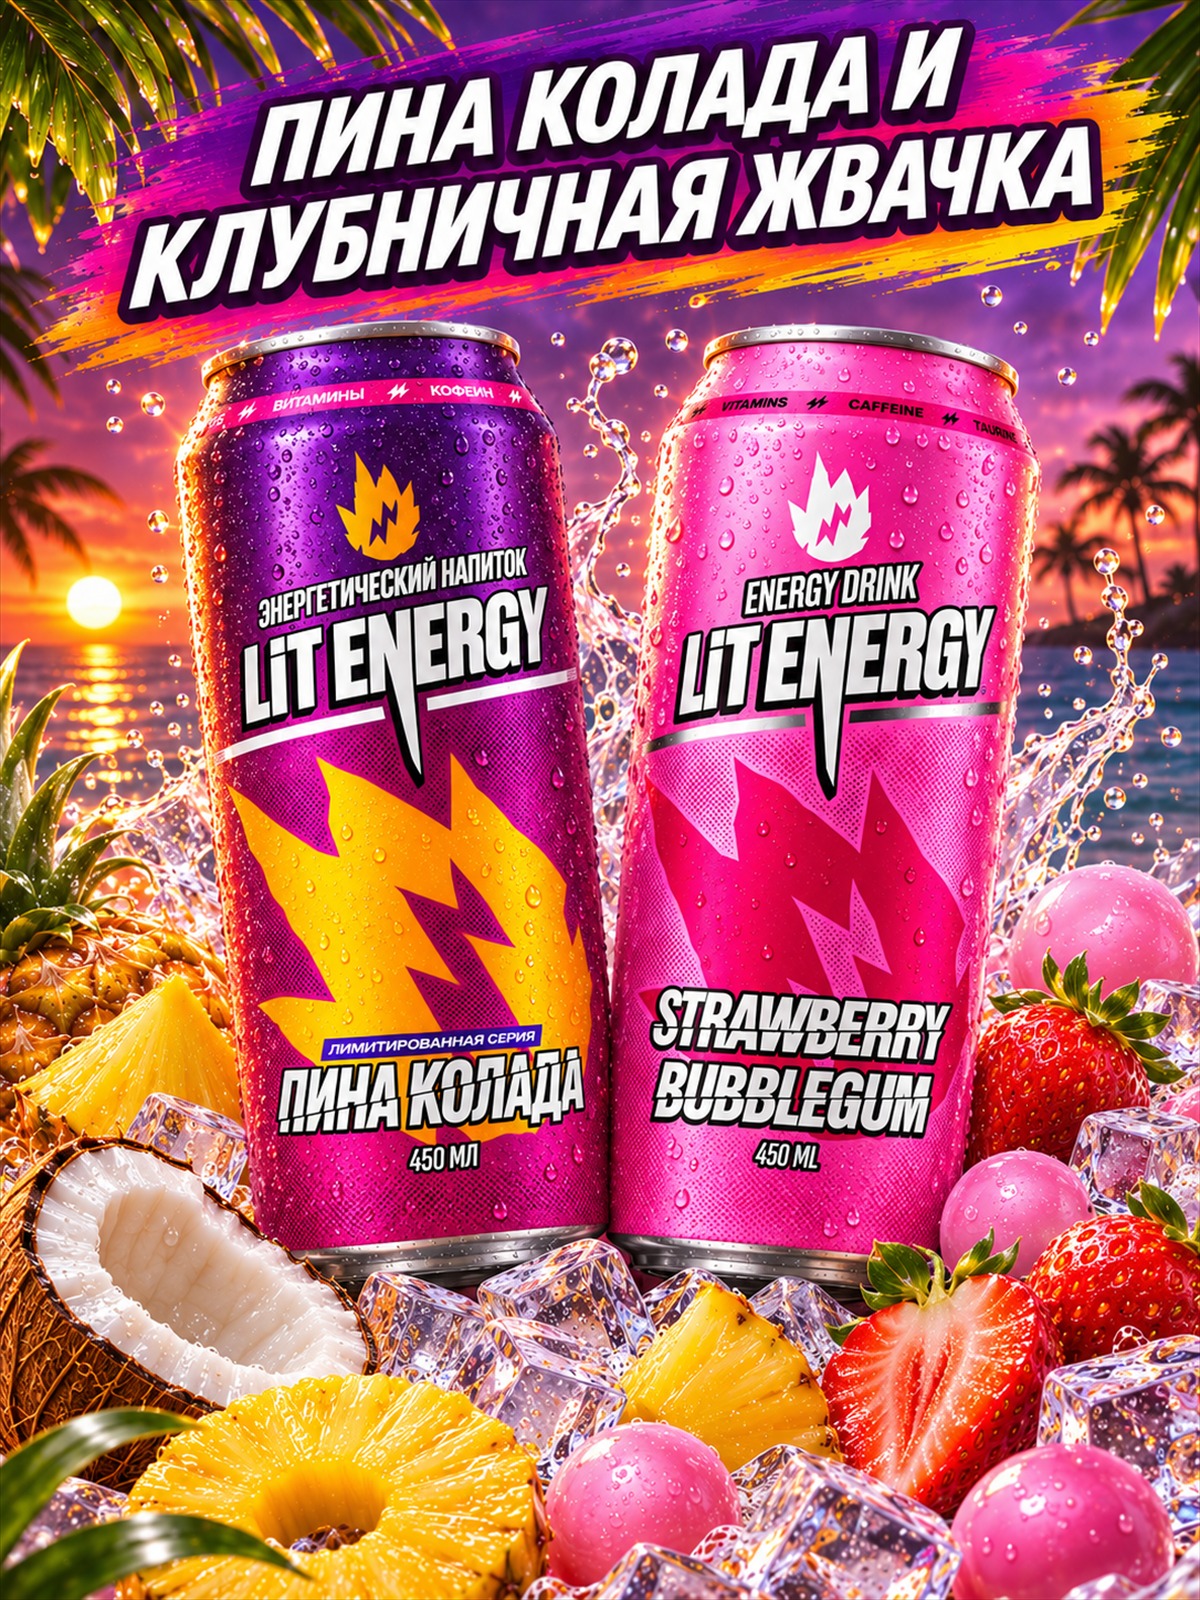 ПИНА КОЛАДА И
КЛУБНИЧНАЯ ЖВАЧКА
ВИТАМИНЫ КОФЕИН
ЭНЕРГЕТИЧЕСКИЙ НАПИТОК
LIT ENERGY
ЛИМИТИРОВАННАЯ СЕРИЯ
ПИНА КОЛАДА
450 МЛ
VITAMINS CAFFEINE TAURINE
ENERGY DRINK
LIT ENERGY
STRAWBERRY
BUBBLEGUM
450 ML